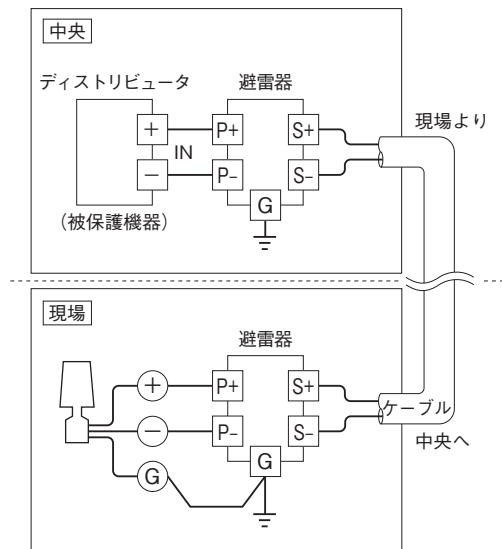 中央
ディストリビュータ
避雷器
+
P+
S+
現場より
IN
−
P−
S−
G
(被保護機器)
現場
避雷器
+
P+
S+
ケーブル
−
P−
S−
中央へ
G
G